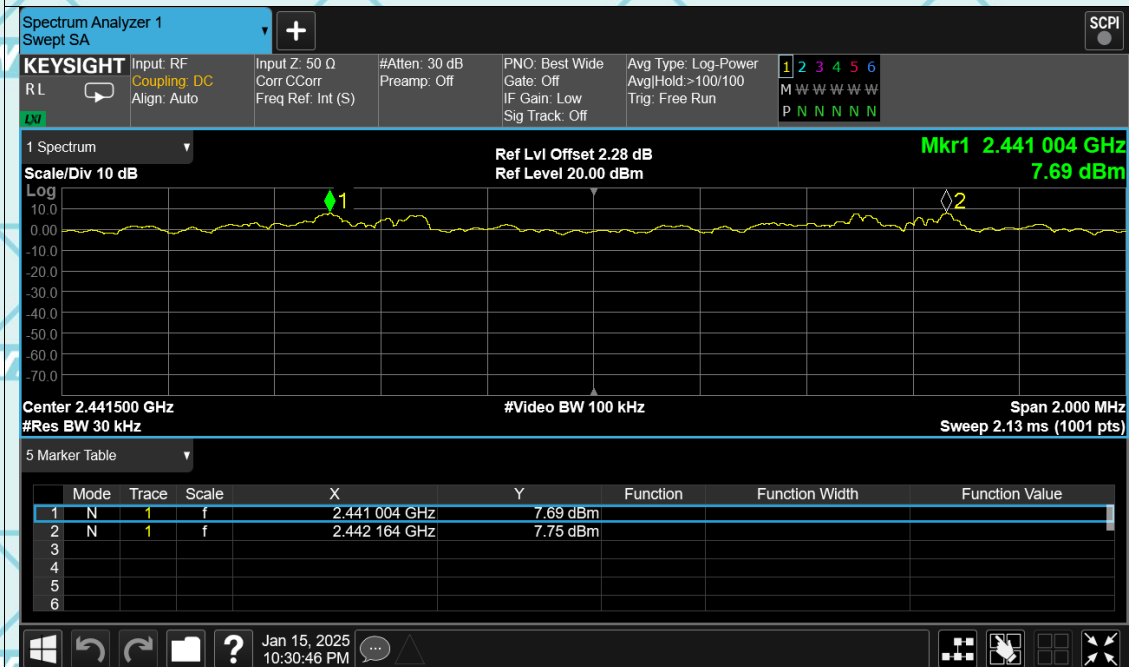 Spectrum Analyzer 1
Swept SA
+
SCPI
KEYSIGHT
R L
LXI
Input: RF
Coupling: DC
Align: Auto
Input Z: 50 Ω
Corr CCorr
Freq Ref: Int (S)
#Atten: 30 dB
Preamp: Off
PNO: Best Wide
Gate: Off
IF Gain: Low
Sig Track: Off
Avg Type: Log-Power
Avg|Hold:>100/100
Trig: Free Run
1 2 3 4 5 6
M W W W W W
P N N N N N
1 Spectrum
Scale/Div 10 dB
Ref Lvl Offset 2.28 dB
Ref Level 20.00 dBm
Mkr1 2.441 004 GHz
7.69 dBm
Log
10.0
0.00
-10.0
-20.0
-30.0
-40.0
-50.0
-60.0
-70.0
1
2
Center 2.441500 GHz
#Video BW 100 kHz
Span 2.000 MHz
#Res BW 30 kHz
Sweep 2.13 ms (1001 pts)
5 Marker Table
Mode Trace Scale X Y Function Function Width Function Value
1 N 1 f 2.441 004 GHz 7.69 dBm
2 N 1 f 2.442 164 GHz 7.75 dBm
3
4
5
6
?
Jan 15, 2025
10:30:46 PM